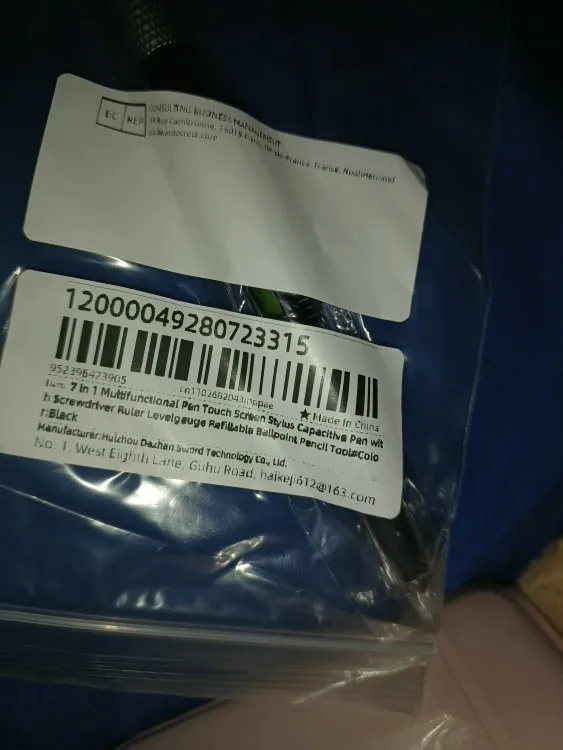 EC REP
CONSULTING BUSINESS MANAGEMENT
France
12000049280723315
952396473905
cn1102662043lnppae
★Made in China
Item: 7 In 1 Multifunctional Pen Touch Screen Stylus Capacitive Pen wit
h Screwdriver Ruler Levelgauge Refillable Ballpoint Pencil Tool#Colo
r:Black
Manufacturer:Huizhou Dazhan Sword Technology Co., Ltd.
No. 1, West Eighth Lane, Guhu Road, haikeji612@163.com